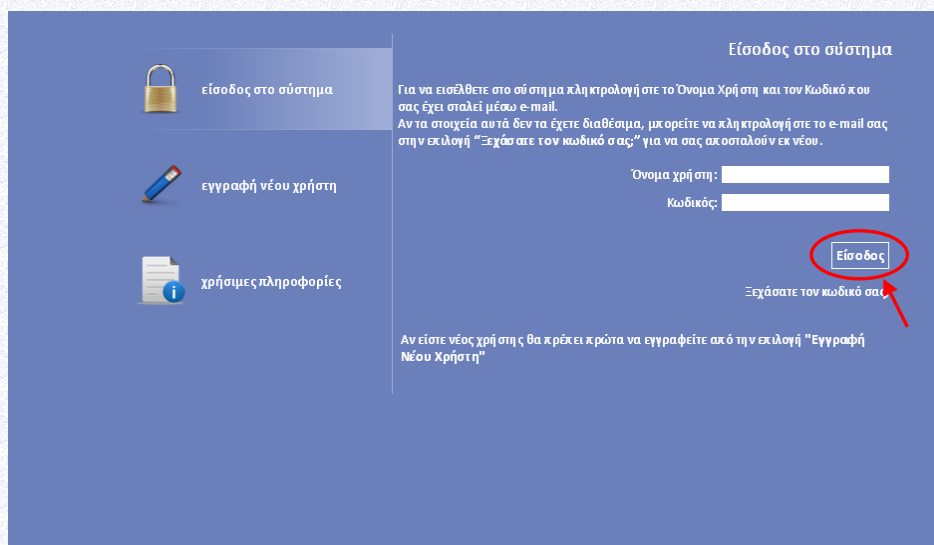 Είσοδος στο σύστημα
είσοδος στο σύστημα
Για να εισέλθετε στο σύστημα πληκτρολογήστε το Όνομα Χρήστη και τον Κωδικό που
σας έχει σταλεί μέσω e-mail.
Αν τα στοιχεία αυτά δεν τα έχετε διαθέσιμα, μπορείτε να πληκτρολογήστε το e-mail σας
στην επιλογή “Ξεχάσατε τον κωδικό σας;” για να σας αποσταλούν εκ νέου.
εγγραφή νέου χρήστη
Όνομα χρήστη:
Κωδικός:
Είσοδος
χρήσιμες πληροφορίες
Ξεχάσατε τον κωδικό σας
Αν είστε νέος χρήστης θα πρέπει πρώτα να εγγραφείτε από την επιλογή "Εγγραφή
Νέου Χρήστη"